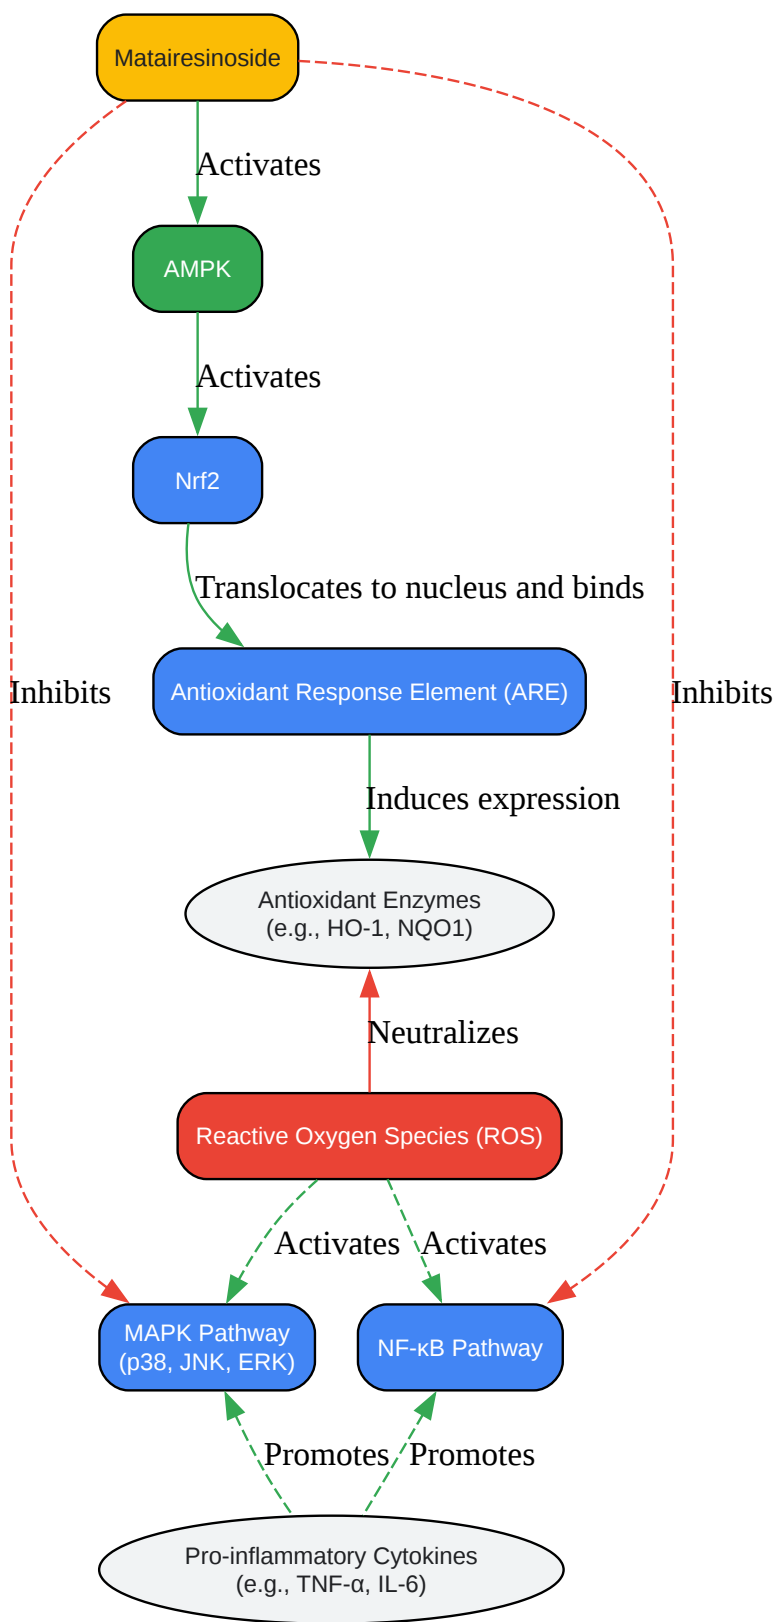 Matairesinoside
Activates
AMPK
Activates
Nrf2
Translocates to nucleus and binds
Inhibits
Antioxidant Response Element (ARE)
Inhibits
Induces expression
Antioxidant Enzymes
(e.g., HO-1, NQO1)
Neutralizes
Reactive Oxygen Species (ROS)
Activates
Activates
MAPK Pathway
(p38, JNK, ERK)
NF-κB Pathway
Promotes
Promotes
Pro-inflammatory Cytokines
(e.g., TNF-α, IL-6)